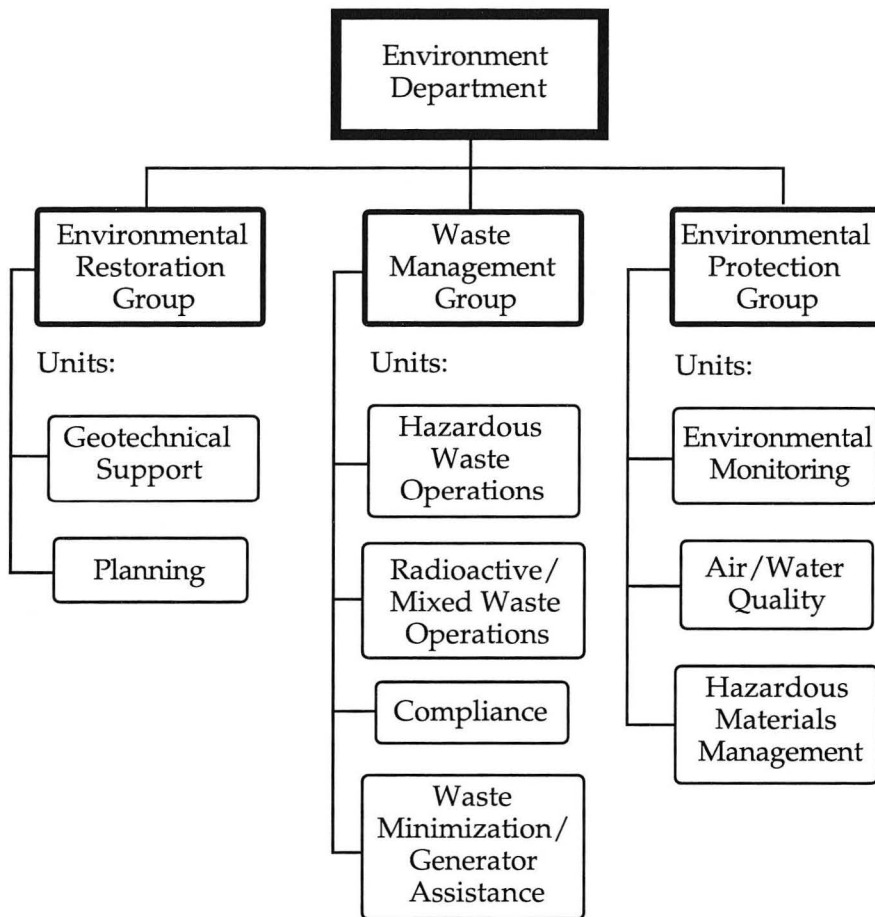 Environment
Department
Environmental
Restoration
Group
Units:
Geotechnical
Support
Planning
Waste
Management
Group
Units:
Hazardous
Waste
Operations
Radioactive/
Mixed Waste
Operations
Compliance
Waste
Minimization/
Generator
Assistance
Environmental
Protection
Group
Units:
Environmental
Monitoring
Air/Water
Quality
Hazardous
Materials
Management